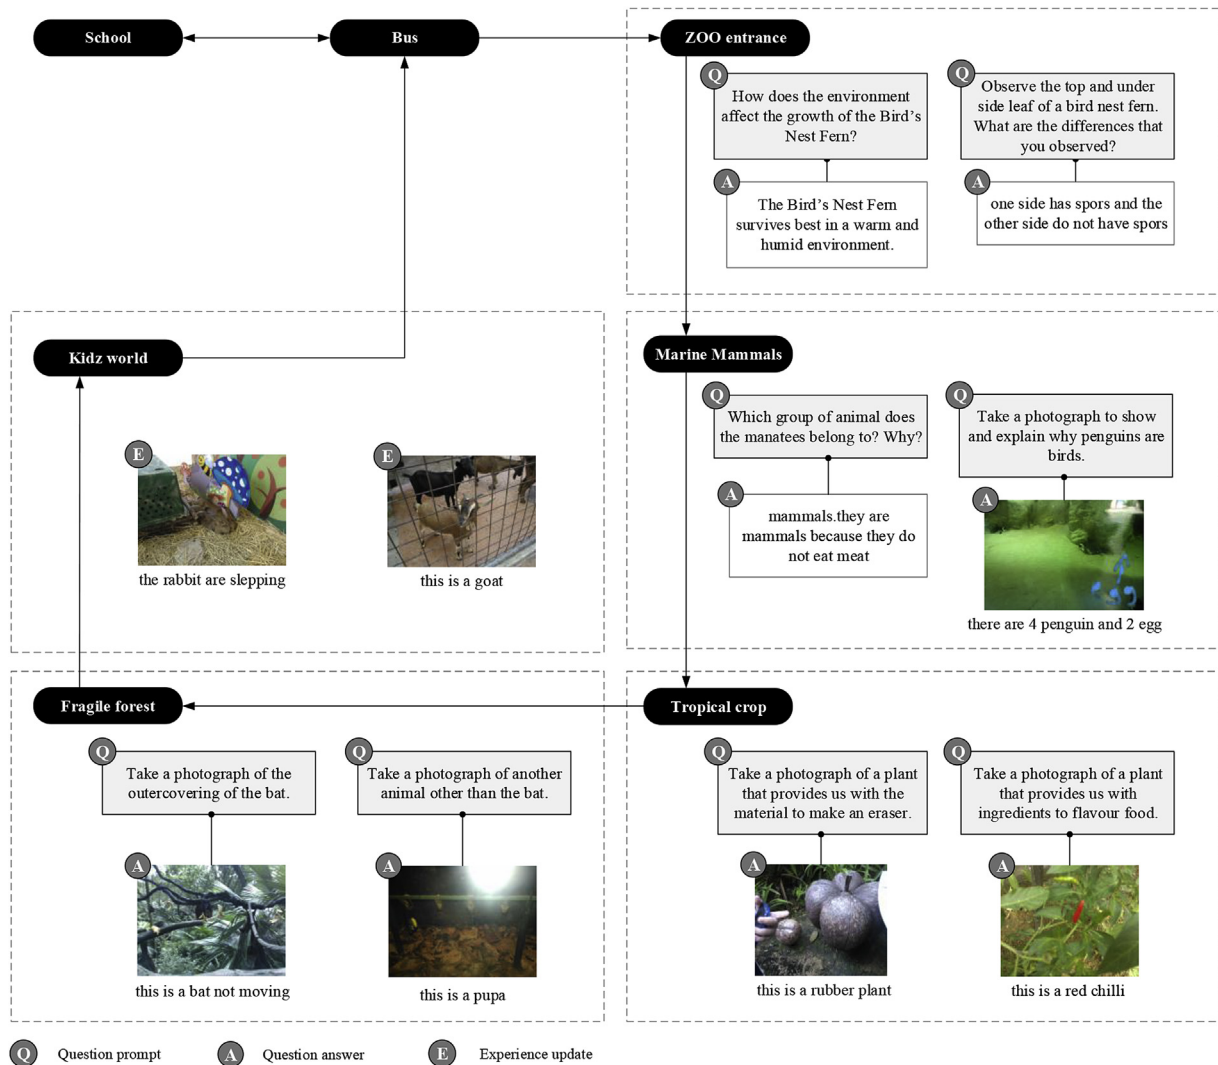 School
Bus
ZOO entrance
Q
How does the environment
affect the growth of the Bird's
Nest Fern?
Q
Observe the top and under
side leaf of a bird nest fern.
What are the differences that
you observed?
A
The Bird's Nest Fern
survives best in a warm and
humid environment.
A
one side has spors and the
other side do not have spors
Kidz world
E
the rabbit are slepping
E
this is a goat
Marine Mammals
Q
Which group of animal does
the manatees belong to? Why?
Q
Take a photograph to show
and explain why penguins are
birds.
A
mammals.they are
mammals because they do
not eat meat
A
there are 4 penguin and 2 egg
Fragile forest
Q
Take a photograph of the
outercovering of the bat.
Q
Take a photograph of another
animal other than the bat.
A
this is a bat not moving
A
this is a pupa
Tropical crop
Q
Take a photograph of a plant
that provides us with the
material to make an eraser.
Q
Take a photograph of a plant
that provides us with
ingredients to flavour food.
A
this is a rubber plant
A
this is a red chilli
Q Question prompt
A Question answer
E Experience update